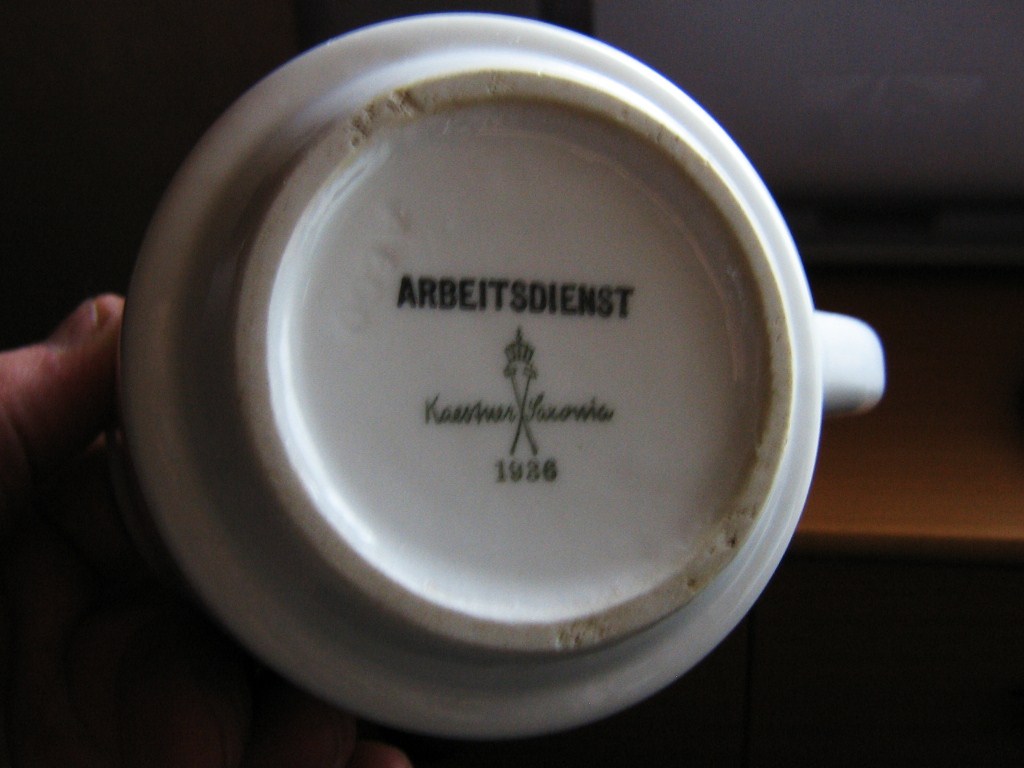 ARBEITSDIENST
Kaestner Saxonia
1936